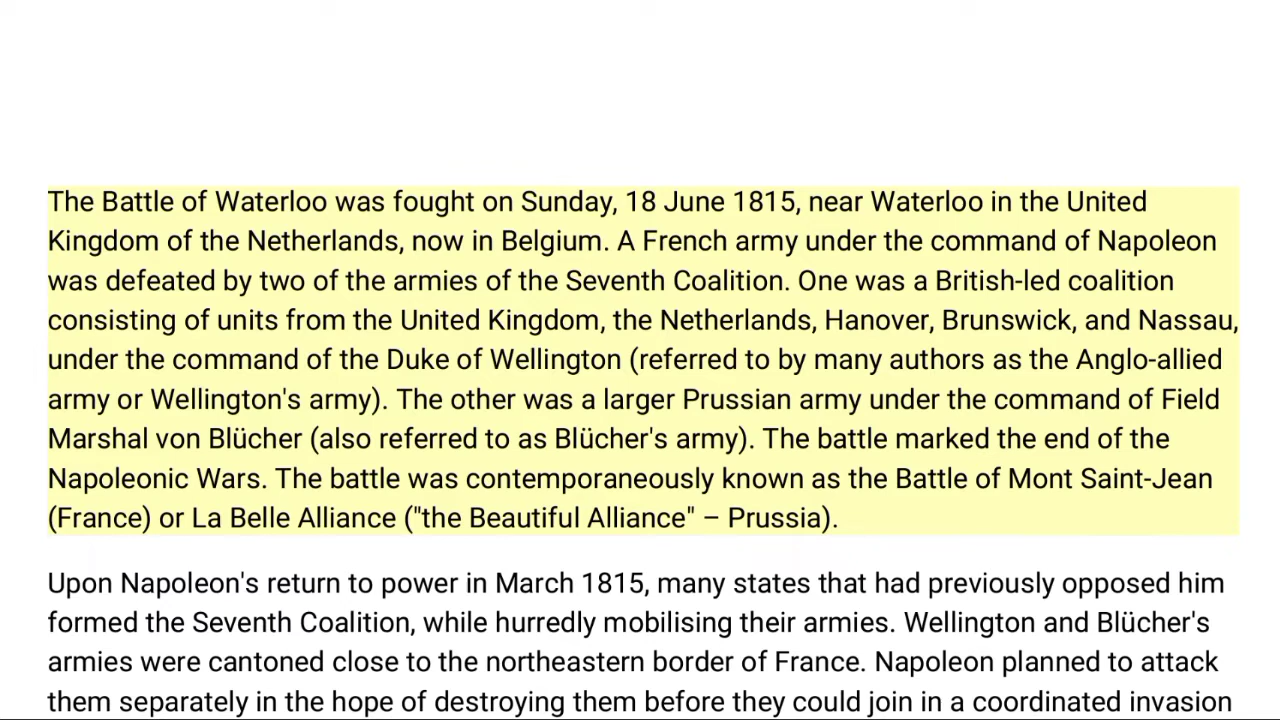 The Battle of Waterloo was fought on Sunday, 18 June 1815, near Waterloo in the United
Kingdom of the Netherlands, now in Belgium. A French army under the command of Napoleon
was defeated by two of the armies of the Seventh Coalition. One was a British-led coalition
consisting of units from the United Kingdom, the Netherlands, Hanover, Brunswick, and Nassau,
under the command of the Duke of Wellington (referred to by many authors as the Anglo-allied
army or Wellington's army). The other was a larger Prussian army under the command of Field
Marshal von Blücher (also referred to as Blücher's army). The battle marked the end of the
Napoleonic Wars. The battle was contemporaneously known as the Battle of Mont Saint-Jean
(France) or La Belle Alliance ("the Beautiful Alliance" – Prussia).
Upon Napoleon's return to power in March 1815, many states that had previously opposed him
formed the Seventh Coalition, while hurredly mobilising their armies. Wellington and Blücher's
armies were cantoned close to the northeastern border of France. Napoleon planned to attack
them separately in the hope of destroying them before they could join in a coordinated invasion